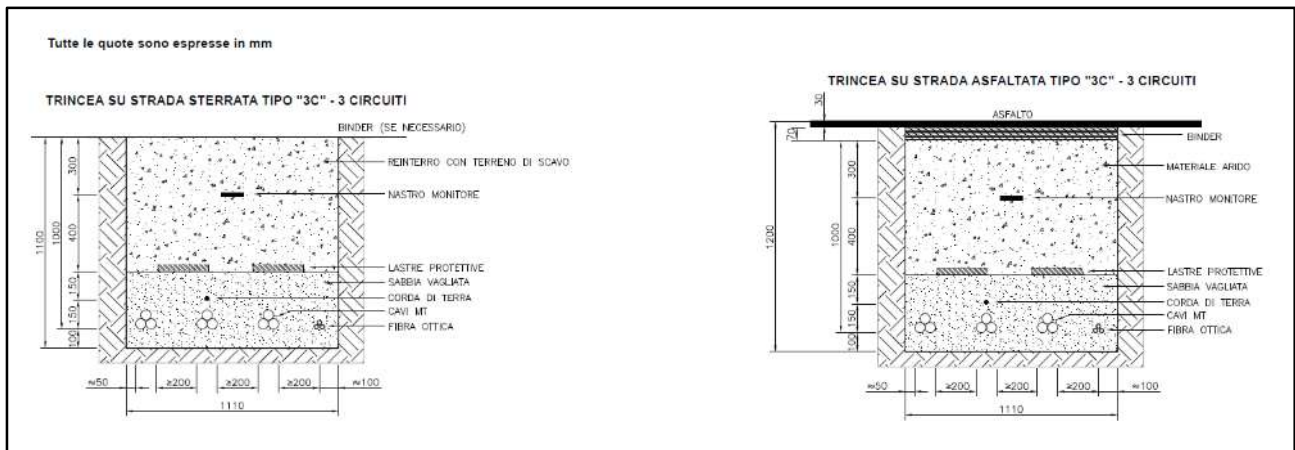 Tutte le quote sono espresse in mm
TRINCEA SU STRADA STERRATA TIPO "3C" - 3 CIRCUITI
BINDER (SE NECESSARIO)
REINTERRO CON TERRENO DI SCAVO
NASTRO MONITORE
LASTRE PROTETTIVE
SABBIA VAGLIATA
CORDA DI TERRA
CAVI MT
FIBRA OTTICA
1100
1000
300
400
150
150
100
≈50
≥200
≥200
≥200
≈100
1110
TRINCEA SU STRADA ASFALTATA TIPO "3C" - 3 CIRCUITI
30
ASFALTO
70
BINDER
MATERIALE ARIDO
NASTRO MONITORE
LASTRE PROTETTIVE
SABBIA VAGLIATA
CORDA DI TERRA
CAVI MT
FIBRA OTTICA
1200
1000
300
400
150
150
100
≈50
≥200
≥200
≥200
≈100
1110